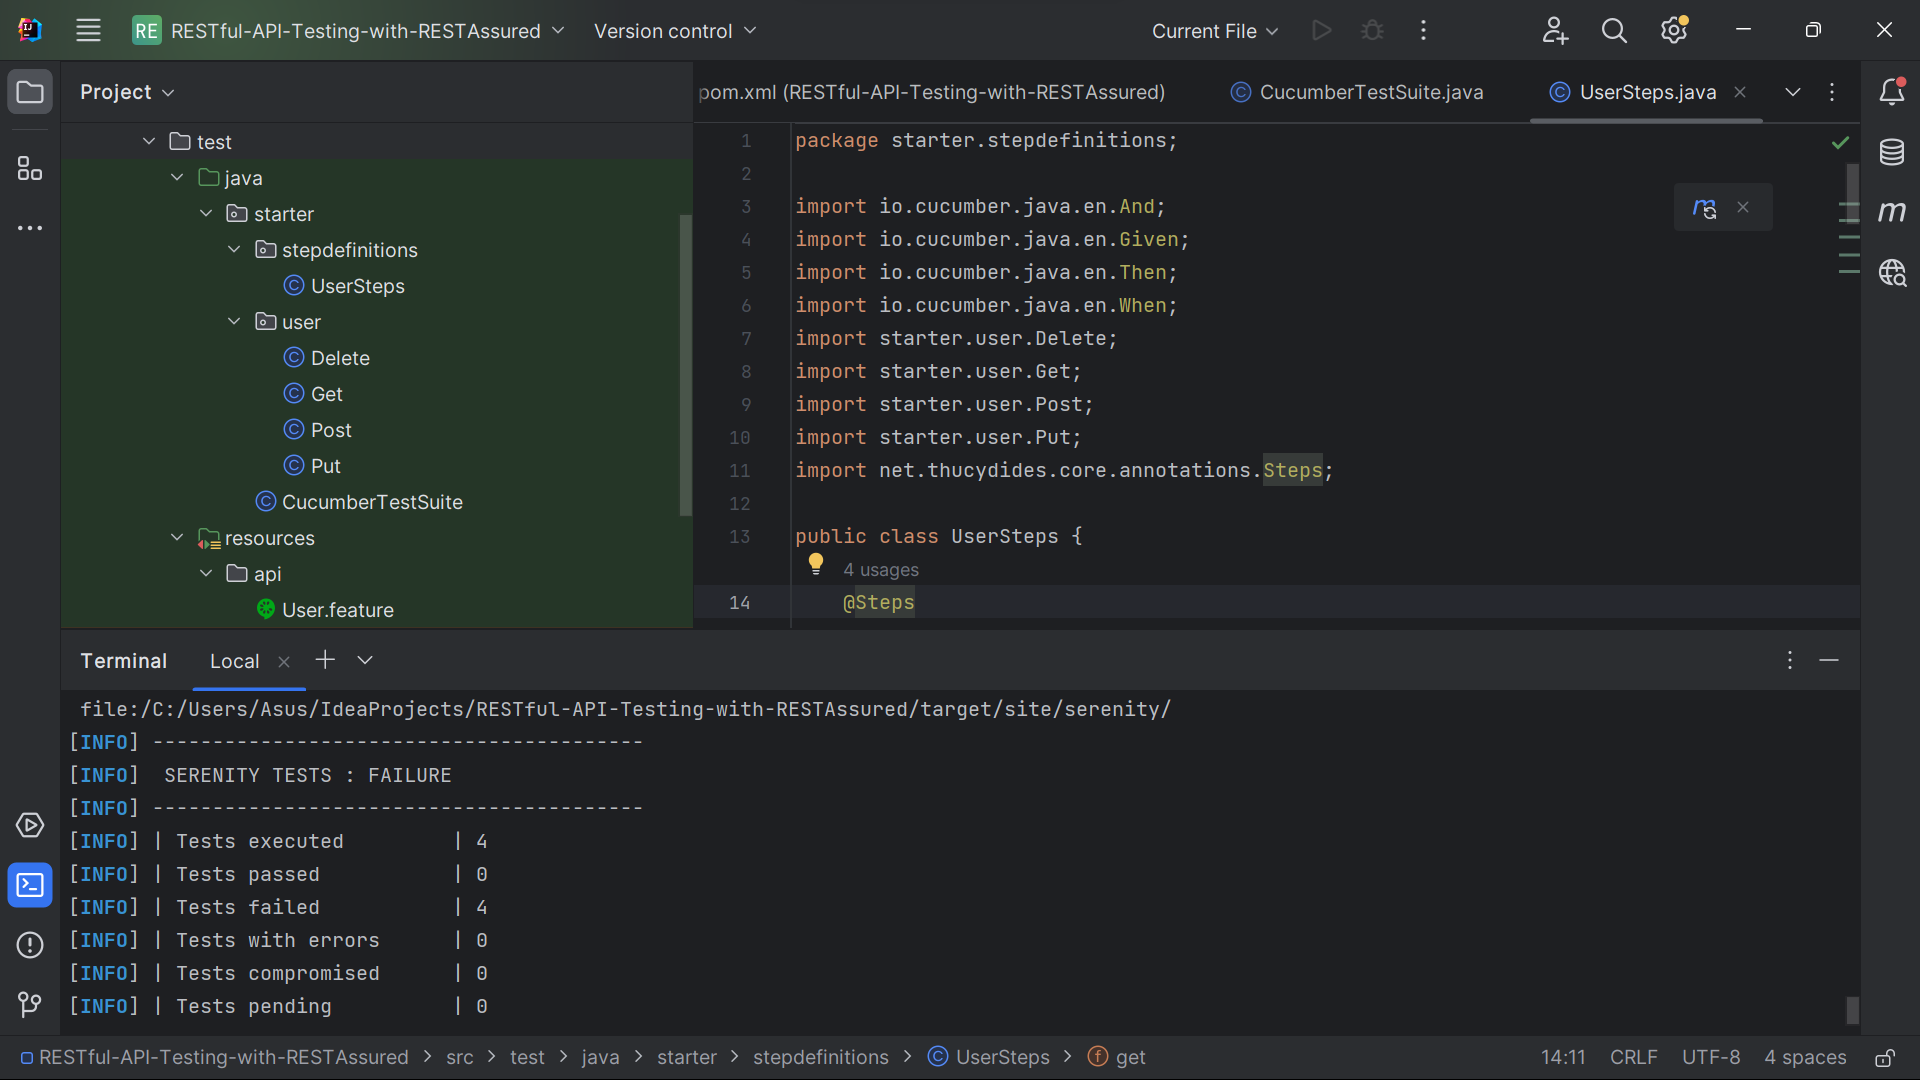 RE RESTful-API-Testing-with-RESTAssured Version control Current File
Project
pom.xml (RESTful-API-Testing-with-RESTAssured) CucumberTestSuite.java UserSteps.java
test
java
starter
stepdefinitions
UserSteps
user
Delete
Get
Post
Put
CucumberTestSuite
resources
api
User.feature
1 package starter.stepdefinitions;
2
3 import io.cucumber.java.en.And;
4 import io.cucumber.java.en.Given;
5 import io.cucumber.java.en.Then;
6 import io.cucumber.java.en.When;
7 import starter.user.Delete;
8 import starter.user.Get;
9 import starter.user.Post;
10 import starter.user.Put;
11 import net.thucydides.core.annotations.Steps;
12
13 public class UserSteps {
4 usages
14 @Steps
Terminal Local
file:/C:/Users/Asus/IdeaProjects/RESTful-API-Testing-with-RESTAssured/target/site/serenity/
[INFO] -----------------------------------------
[INFO]  SERENITY TESTS : FAILURE
[INFO] -----------------------------------------
[INFO] | Tests executed | 4
[INFO] | Tests passed | 0
[INFO] | Tests failed | 4
[INFO] | Tests with errors | 0
[INFO] | Tests compromised | 0
[INFO] | Tests pending | 0
RESTful-API-Testing-with-RESTAssured > src > test > java > starter > stepdefinitions > UserSteps > get 14:11 CRLF UTF-8 4 spaces